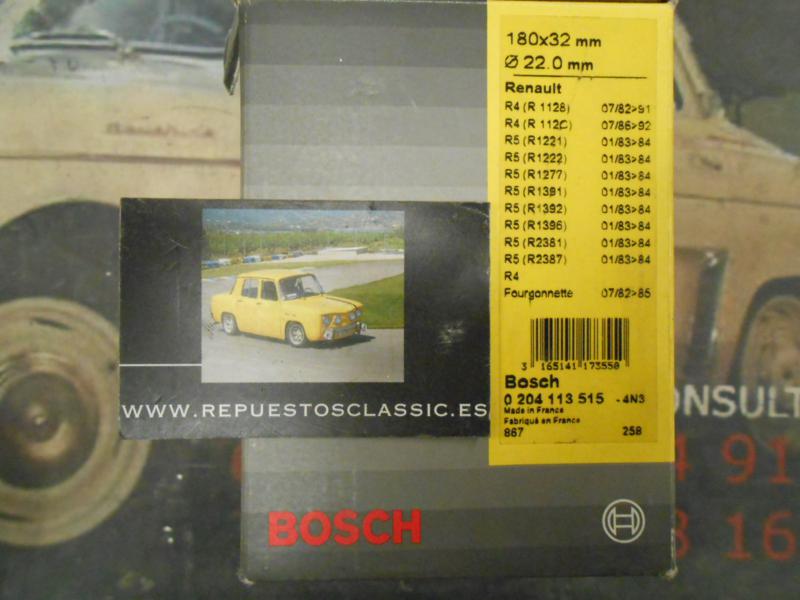 180x32 mm
Ø 22.0 mm
Renault
R4 (R 1128) 07/82>91
R4 (R 112C) 07/86>92
R5 (R1221) 01/83>84
R5 (R1222) 01/83>84
R5 (R1277) 01/83>84
R5 (R1391) 01/83>84
R5 (R1392) 01/83>84
R5 (R1396) 01/83>84
R5 (R2381) 01/83>84
R5 (R2387) 01/83>84
R4
Fourgonnette 07/82>85
3 165141 173550
Bosch
0 204 113 515 - 4N3
Made in France
Fabriqué en France
867 258
WWW.REPUESTOSCLASSIC.ES
ONSULT
4 91
8 16
BOSCH